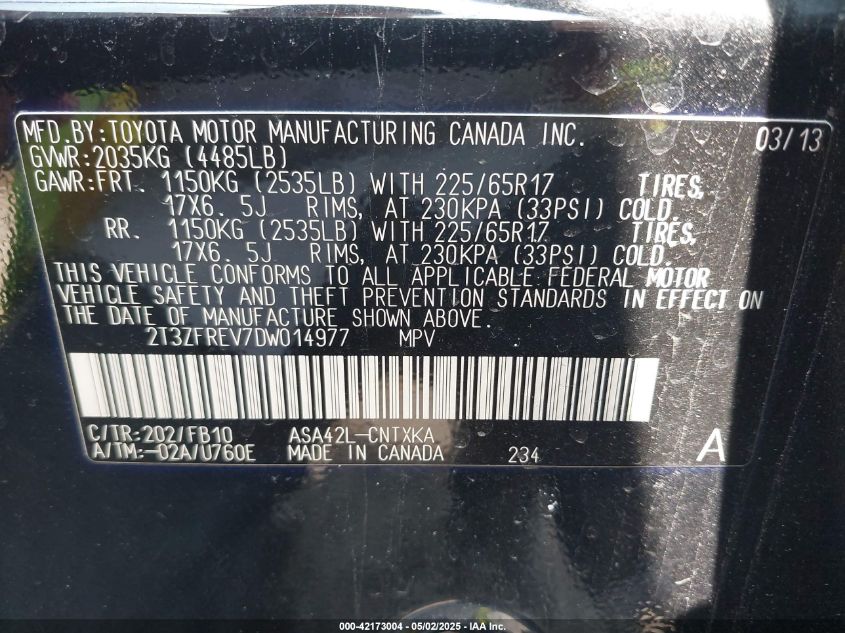 MFD.BY:TOYOTA MOTOR MANUFACTURING CANADA INC. 03/13
GVWR:2035KG (4485LB)
GAWR:FRT. 1150KG (2535LB) WITH 225/65R17 TIRES,
17X6.5J RIMS, AT 230KPA (33PSI) COLD.
RR. 1150KG (2535LB) WITH 225/65R17 TIRES,
17X6.5J RIMS, AT 230KPA (33PSI) COLD.
THIS VEHICLE CONFORMS TO ALL APPLICABLE FEDERAL MOTOR
VEHICLE SAFETY AND THEFT PREVENTION STANDARDS IN EFFECT ON
THE DATE OF MANUFACTURE SHOWN ABOVE.
2T3ZFREV7DW014977 MPV
C/TR:202/FB10 ASA42L-CNTXKA
A/TM:-02A/U760E MADE IN CANADA 234 A
000-42173004 - 05/02/2025 - IAA Inc.